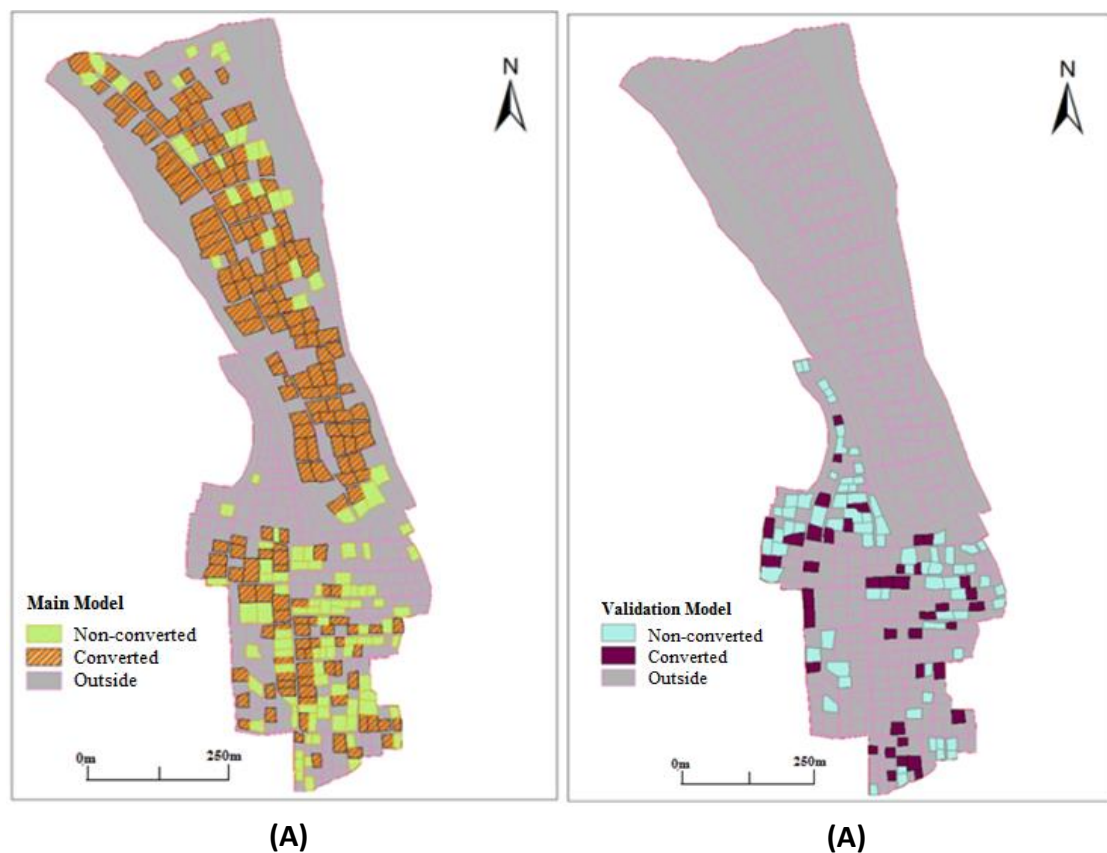 N
Main Model
Non-converted
Converted
Outside
0m 250m
(A)
N
Validation Model
Non-converted
Converted
Outside
0m 250m
(A)